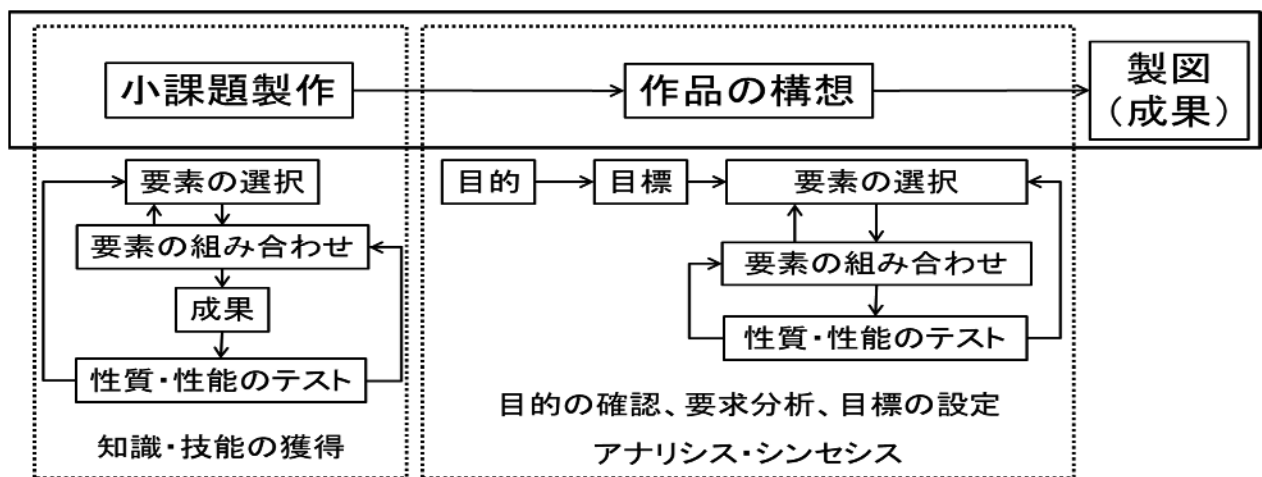 小課題製作
作品の構想
製図
（成果）
要素の選択
要素の組み合わせ
成果
性質・性能のテスト
知識・技能の獲得
目的
目標
要素の選択
要素の組み合わせ
性質・性能のテスト
目的の確認、要求分析、目標の設定
アナリシス・シンセシス